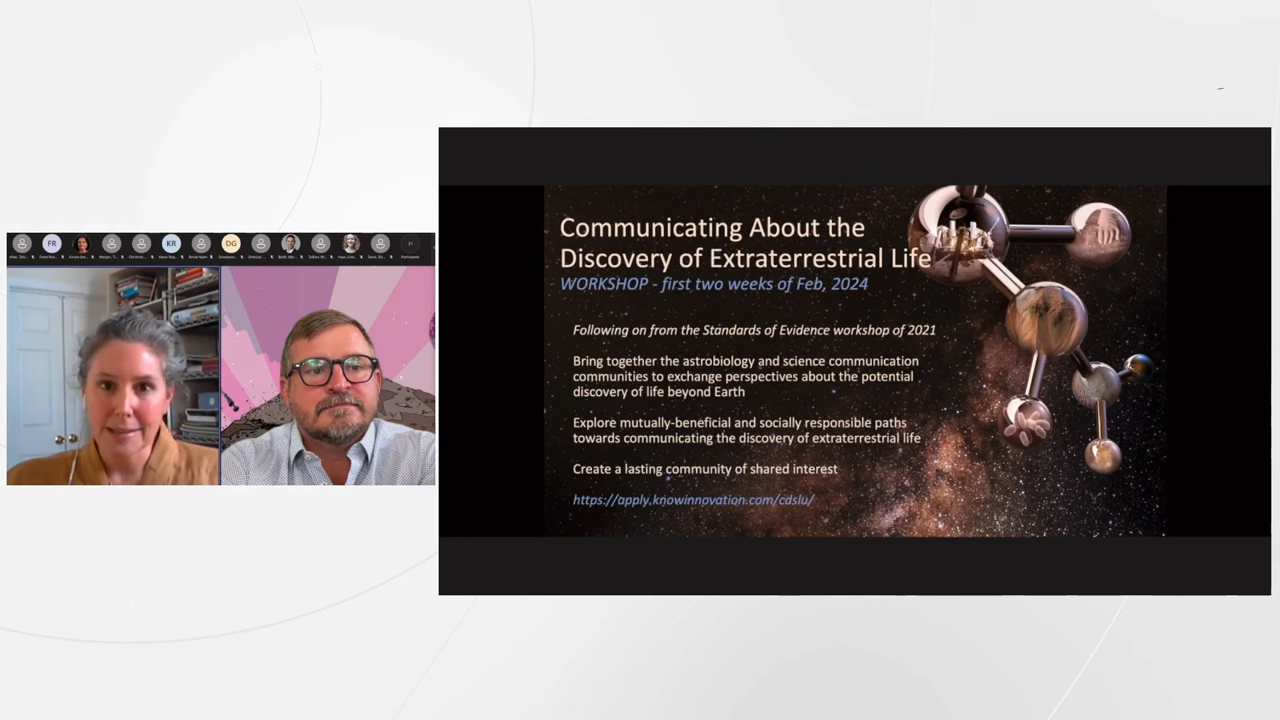 FR
KR
DG
Communicating About the
Discovery of Extraterrestrial Life
WORKSHOP - first two weeks of Feb, 2024
Following on from the Standards of Evidence workshop of 2021
Bring together the astrobiology and science communication
communities to exchange perspectives about the potential
discovery of life beyond Earth
Explore mutually-beneficial and socially responsible paths
towards communicating the discovery of extraterrestrial life
Create a lasting community of shared interest
https://apply.knowinnovation.com/cdslu/